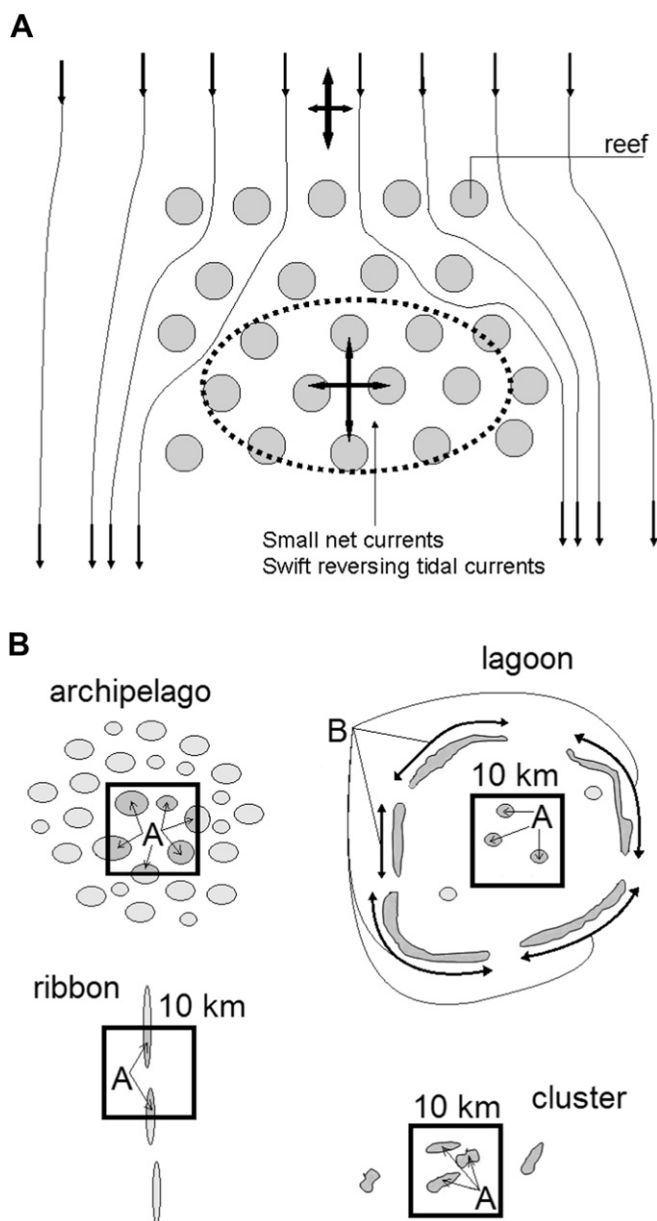 A
reef
Small net currents
Swift reversing tidal currents
B
archipelago
A
lagoon
B
10 km
A
ribbon
10 km
A
10 km
cluster
A